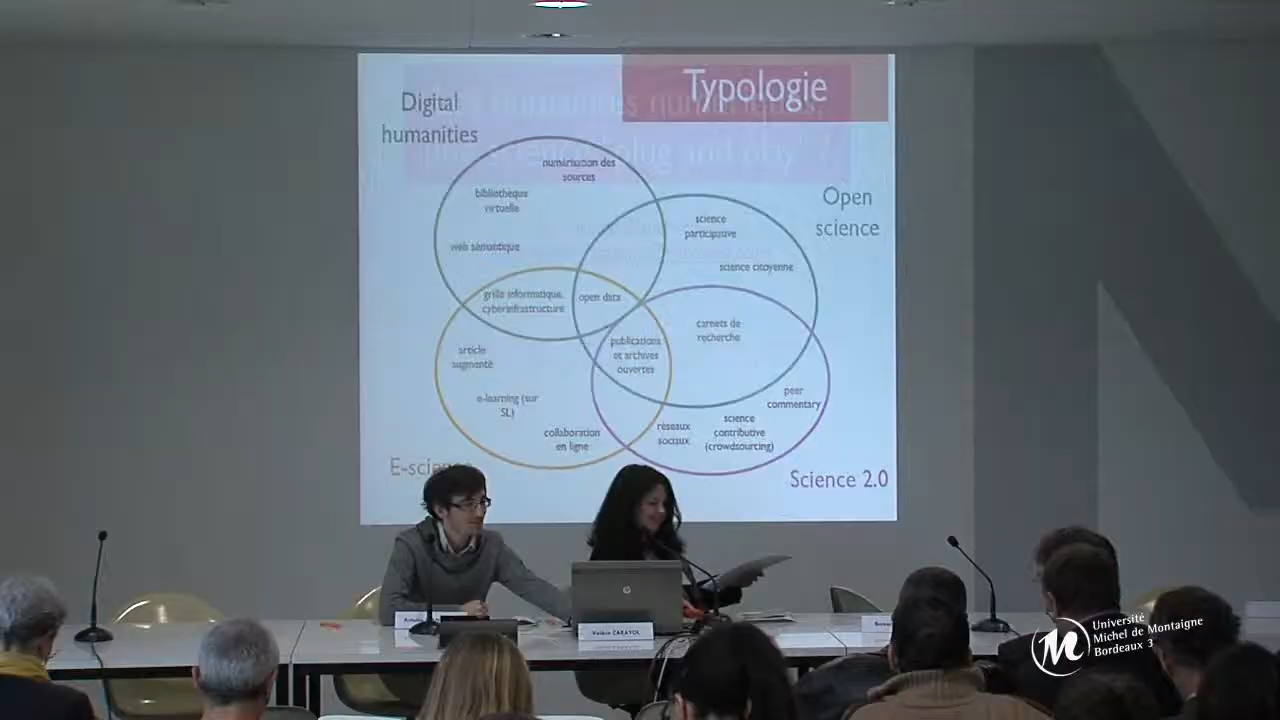 Typologie
Digital
humanities
numérisation des
sources
bibliothèque
virtuelle
web sémantique
Open
science
science
participative
science citoyenne
grille informatique,
cyberinfrastructure
open data
publications
et archives
ouvertes
carnets de
recherche
article
augmenté
e-learning (sur
SL)
collaboration
en ligne
réseaux
sociaux
science
contributive
(crowdsourcing)
peer
commentary
E-scien
Science 2.0
hp
Valérie CARAYOL
Université
Michel de Montaigne
Bordeaux 3